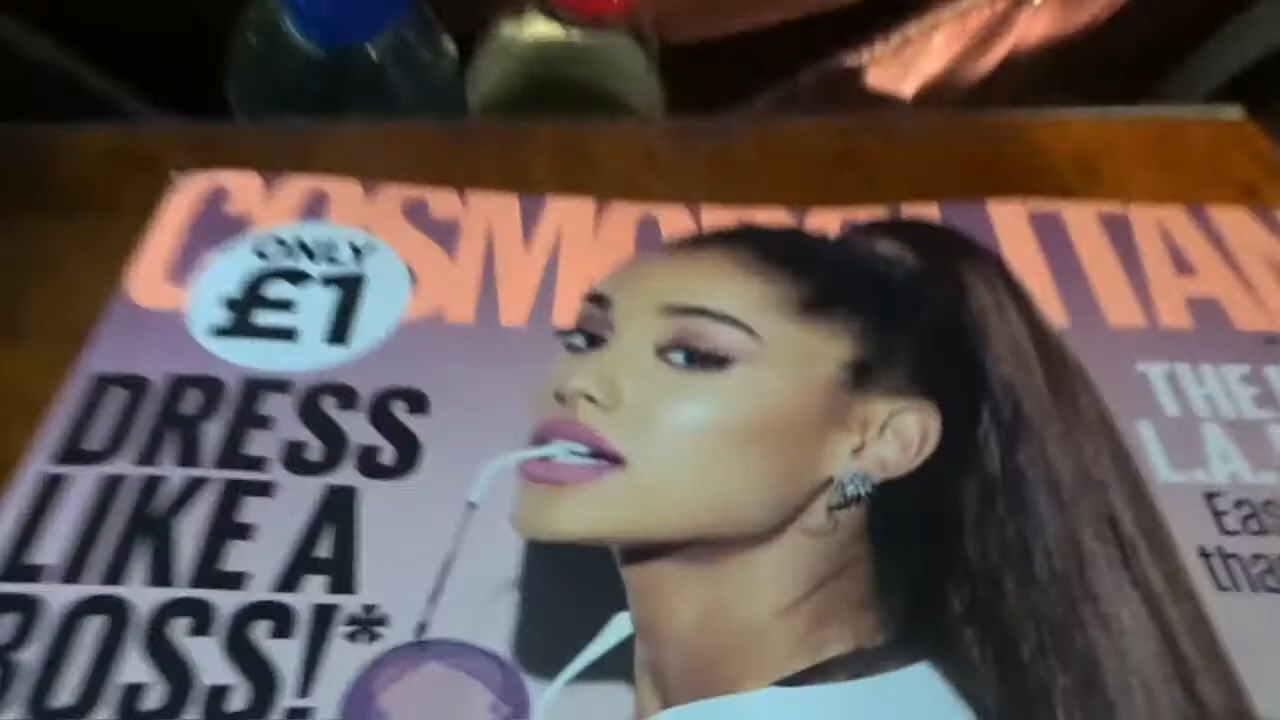 COSMOPOLITAN
ONLY
£1
DRESS
LIKE A
BOSS!*
THE
L.A.